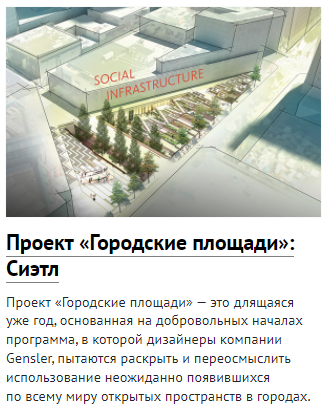 SOCIAL
INFRASTRUCTURE
Проект «Городские площади»:
Сиэтл
Проект «Городские площади» — это длящаяся
уже год, основанная на добровольных началах
программа, в которой дизайнеры компании
Gensler, пытаются раскрыть и переосмыслить
использование неожиданно появившихся
по всему миру открытых пространств в городах.